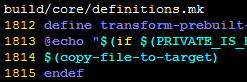 build/core/definitions.mk
1812 define transform-prebuilt-
1813 @echo "$(if $(PRIVATE_IS_
1814 $(copy-file-to-target)
1815 endef